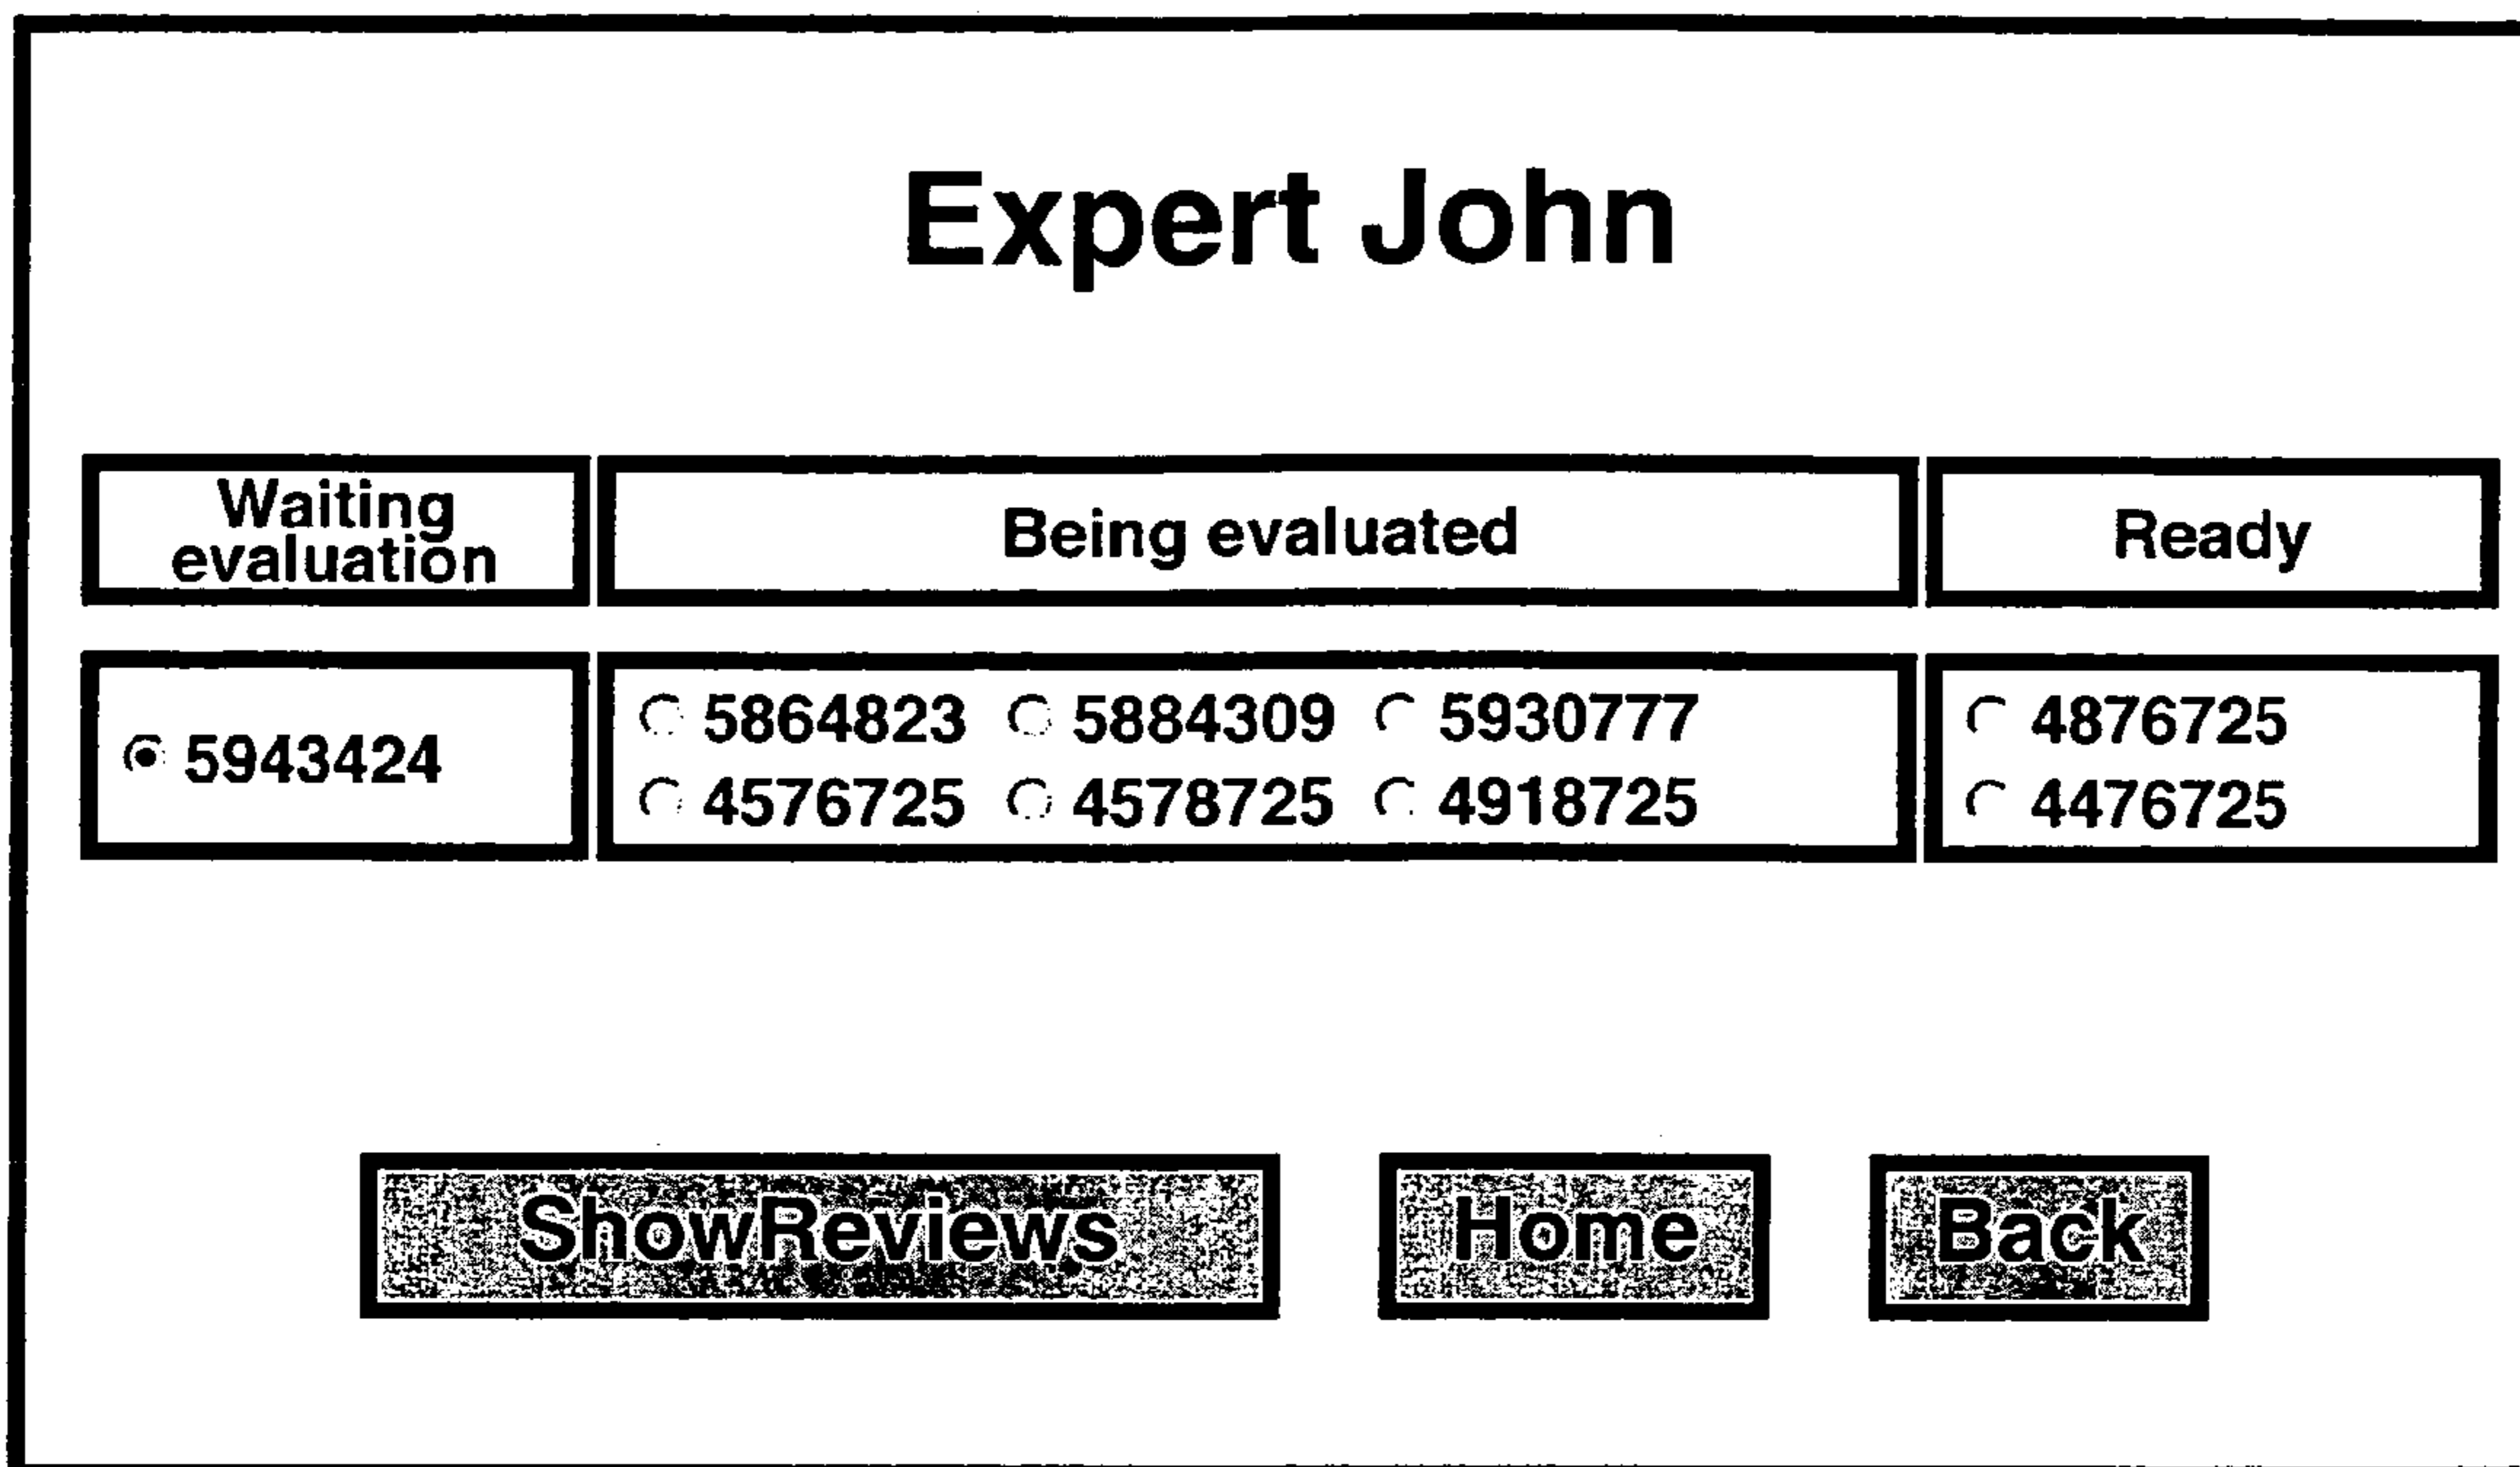 Expert John
Waiting
evaluation
Being evaluated
Ready
5943424
5864823 5884309 5930777
4576725 4578725 4918725
4876725
4476725
ShowReviews
Home
Back